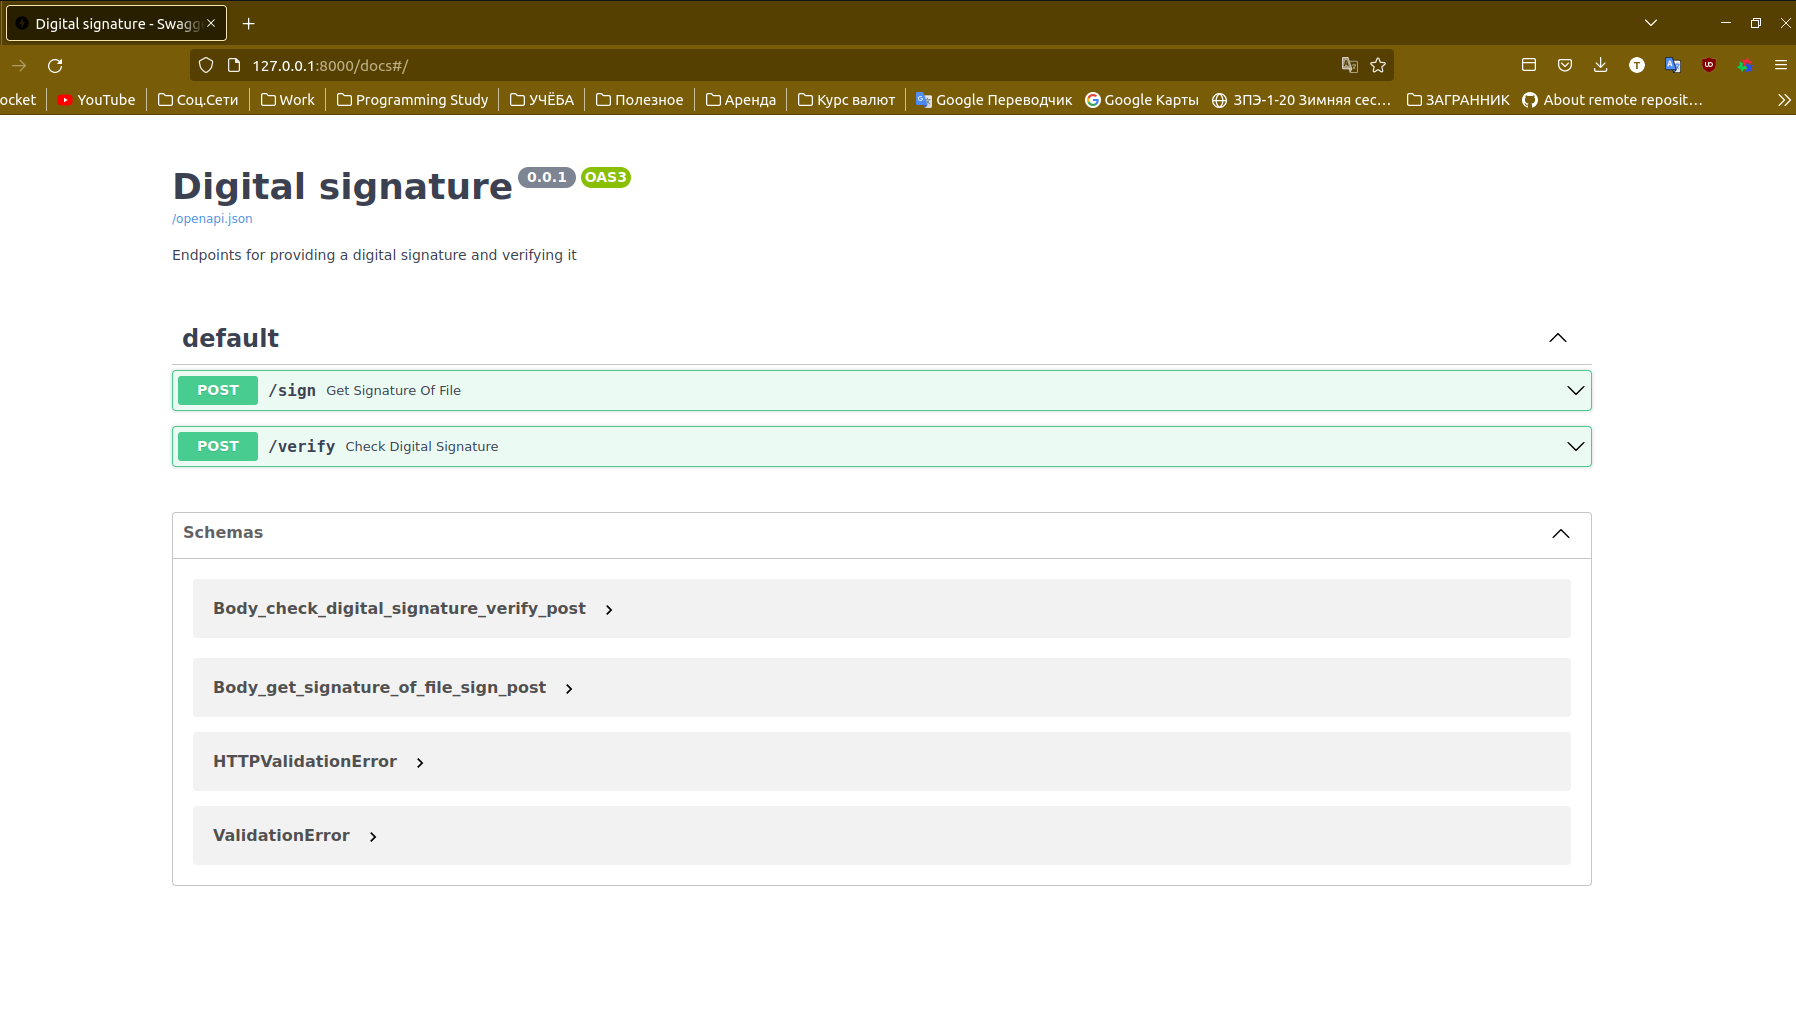 Digital signature - Swagg
127.0.0.1:8000/docs#/
ocket YouTube Соц.Сети Work Programming Study УЧЁБА Полезное Аренда Курс валют Google Переводчик Google Карты ЗПЭ-1-20 Зимняя сес... ЗАГРАННИК About remote reposit...
Digital signature 0.0.1 OAS3
/openapi.json
Endpoints for providing a digital signature and verifying it
default
POST /sign Get Signature Of File
POST /verify Check Digital Signature
Schemas
Body_check_digital_signature_verify_post
Body_get_signature_of_file_sign_post
HTTPValidationError
ValidationError